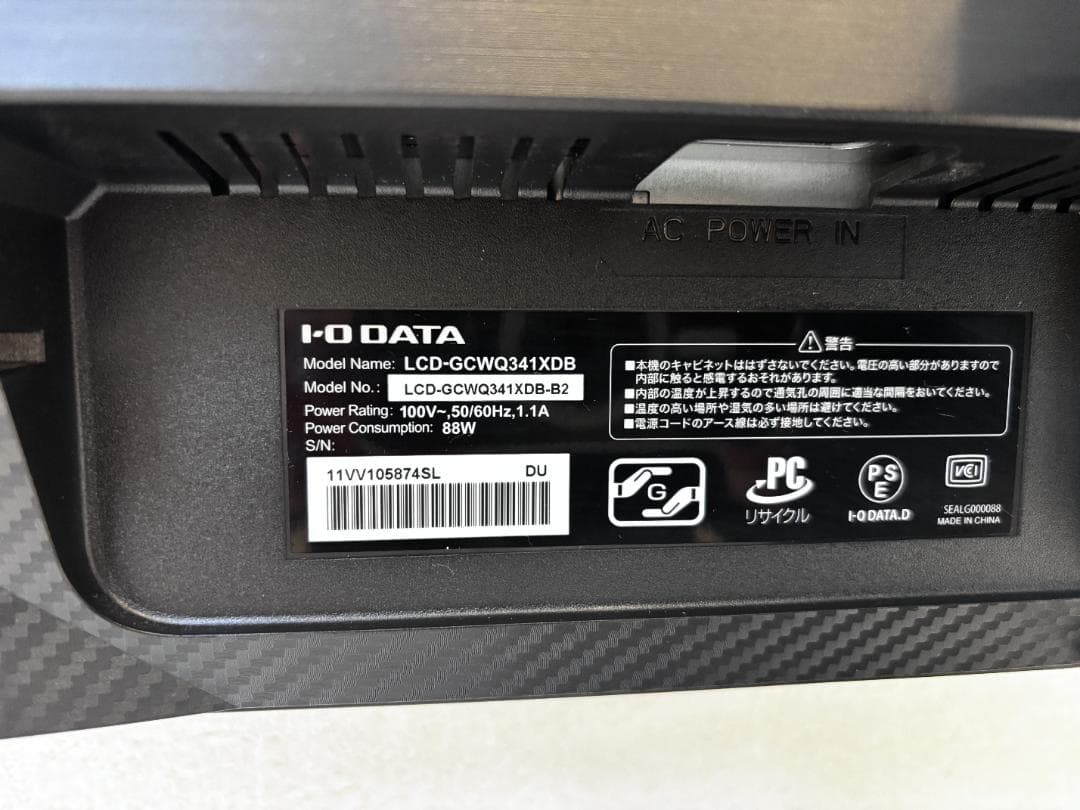 AC POWER IN
I-O DATA
Model Name: LCD-GCWQ341XDB
Model No.: LCD-GCWQ341XDB-B2
Power Rating: 100V~,50/60Hz,1.1A
Power Consumption: 88W
S/N:
11VV105874SL DU
⚠警告
■本機のキャビネットははずさないでください。電圧の高い部分がありますので
内部に触ると感電するおそれがあります。
■内部の温度が上昇するので通気孔の周囲に適当な間隔をおいてください。
■温度の高い場所や湿気の多い場所は避けてください。
■電源コードのアース線は必ず接地してください。
G
PC
リサイクル
PS
E
I-O DATA.D
VCI
SEALG000088
MADE IN CHINA